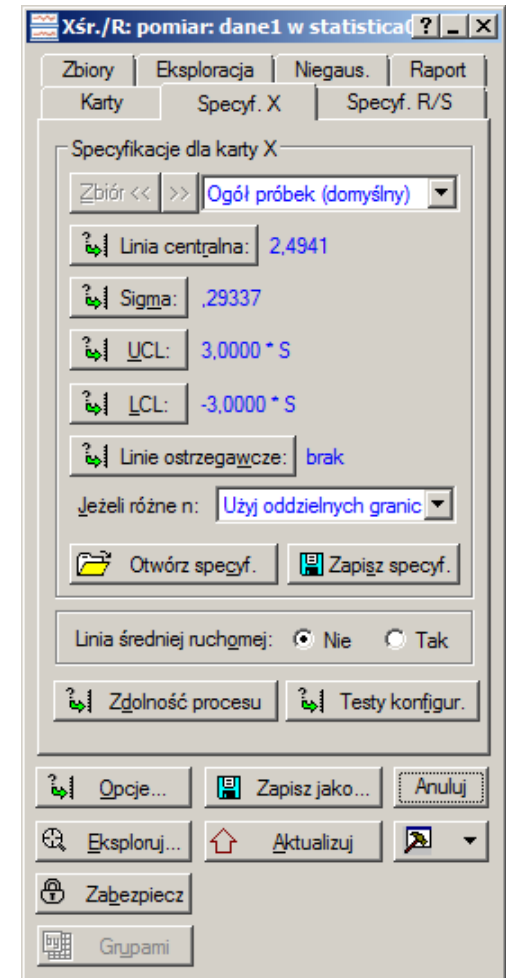 Xśr./R: pomiar: dane1 w statistica
Zbiory Eksploracja Niegaus. Raport
Karty Specyf. X Specyf. R/S
Specyfikacje dla karty X
Zbiór << >> Ogół próbek (domyślny)
Linia centralna: 2,4941
Sigma: ,29337
UCL: 3,0000 * S
LCL: -3,0000 * S
Linie ostrzegawcze: brak
Jeżeli różne n: Użyj oddzielnych granic
Otwórz specyf. Zapisz specyf.
Linia średniej ruchomej: Nie Tak
Zdolność procesu Testy konfigur.
Opcje... Zapisz jako... Anuluj
Eksploruj... Aktualizuj
Zabezpiecz
Grupami